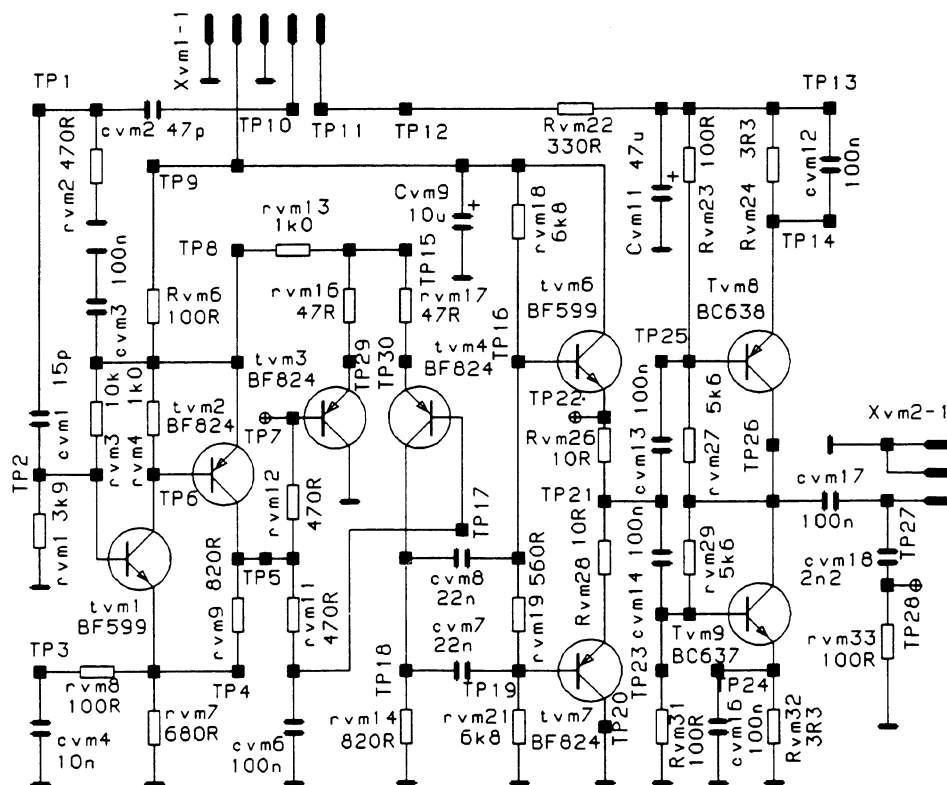 Xvm1-1
TP1
TP13
cvm2
47p
TP10
TP11
TP12
Rvm22
330R
47u
100R
3R3
cvm12
100n
rvm2
470R
TP9
Cvm9
10u
+
rvm18
6k8
Cvm11
+
Rvm23
Rvm24
TP14
100n
cvm3
TP8
rvm13
1k0
TP15
Rvm6
100R
rvm16
47R
rvm17
47R
TP16
tvm6
BF599
Tvm8
BC638
TP25
15p
cvm1
10k
rvm3
1k0
rvm4
tvm2
BF824
tvm3
BF824
TP29
TP30
tvm4
BF824
TP22
100n
cvm13
5k6
rvm27
TP26
Xvm2-1
TP2
TP7
TP6
rvm12
470R
Rvm26
10R
TP21
TP17
cvm17
100n
TP27
rvm1
3k9
820R
rvm9
TP5
rvm11
470R
cvm8
22n
cvm7
22n
560R
rvm19
10R
Rvm28
100n
cvm14
rvm29
5k6
cvm18
2n2
TP28
tvm1
BF599
TP3
rvm8
100R
TP4
TP18
TP19
TP23
Tvm9
BC637
TP24
rvm33
100R
cvm4
10n
rvm7
680R
cvm6
100n
rvm14
820R
rvm21
6k8
tvm7
BF824
TP20
Rvm31
100R
cvm16
100n
Rvm32
3R3